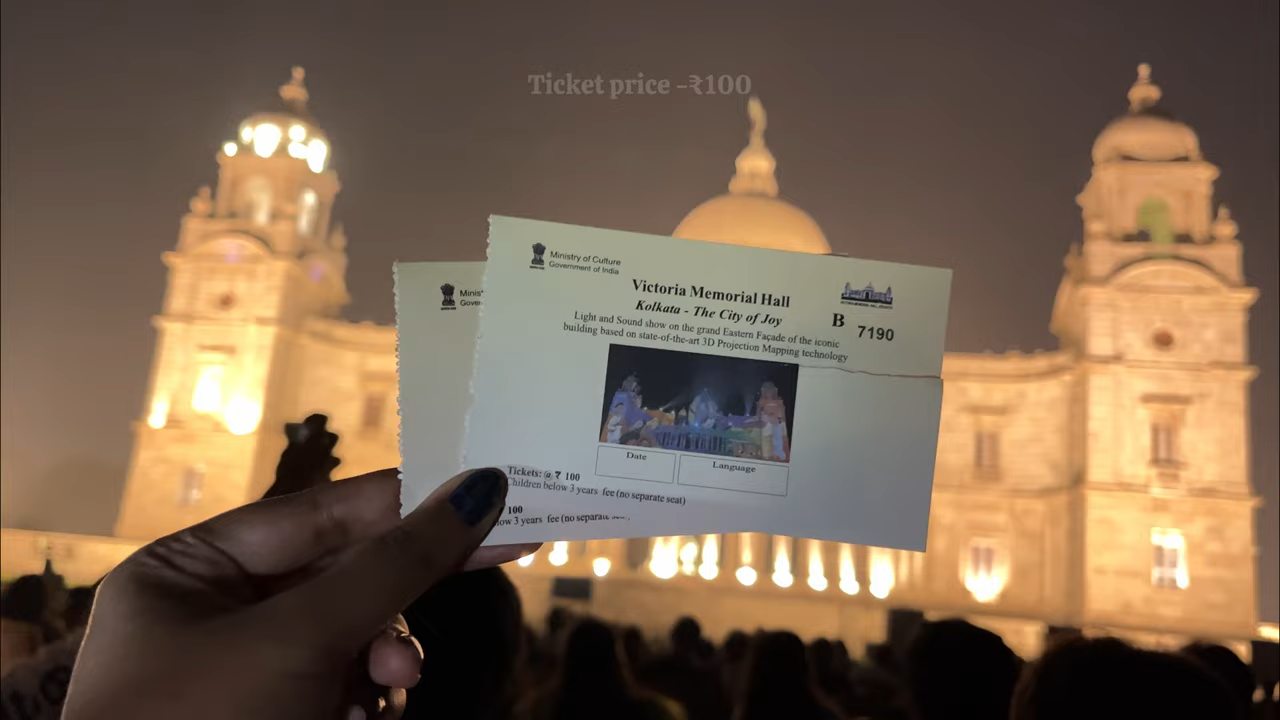 Ticket price -₹100
Ministry of Culture
Government of India
Victoria Memorial Hall
Kolkata - The City of Joy
B 7190
Light and Sound show on the grand Eastern Façade of the iconic
building based on state-of-the-art 3D Projection Mapping technology
Date
Language
Tickets: @ ₹ 100
Children below 3 years fee (no separate seat)
100
3 years fee (no